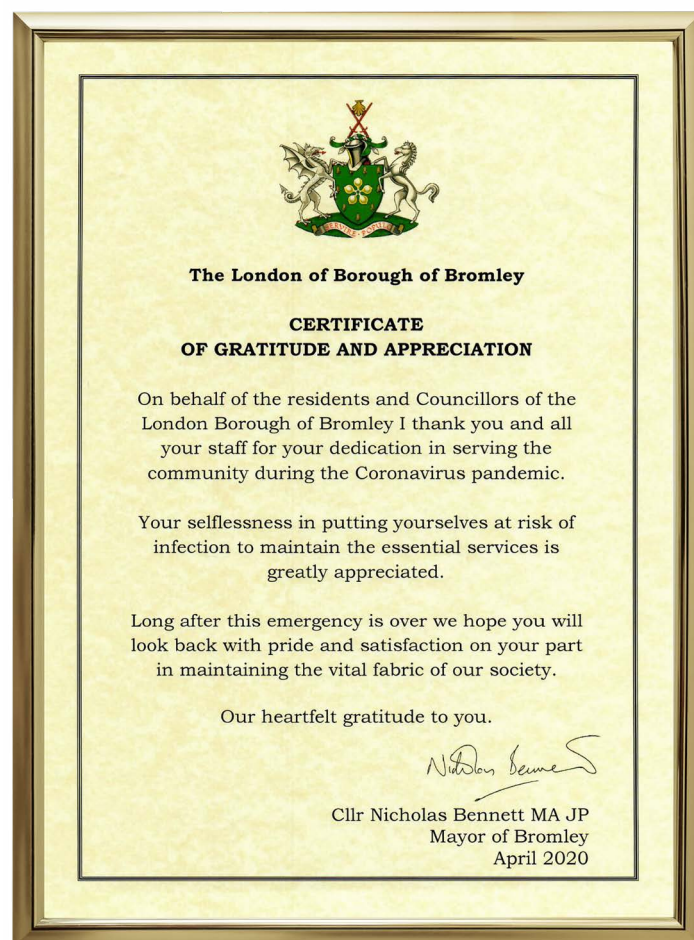 SERVIRE POPULO
The London of Borough of Bromley
CERTIFICATE
OF GRATITUDE AND APPRECIATION
On behalf of the residents and Councillors of the
London Borough of Bromley I thank you and all
your staff for your dedication in serving the
community during the Coronavirus pandemic.
Your selflessness in putting yourselves at risk of
infection to maintain the essential services is
greatly appreciated.
Long after this emergency is over we hope you will
look back with pride and satisfaction on your part
in maintaining the vital fabric of our society.
Our heartfelt gratitude to you.
Nicholas Bennett
Cllr Nicholas Bennett MA JP
Mayor of Bromley
April 2020